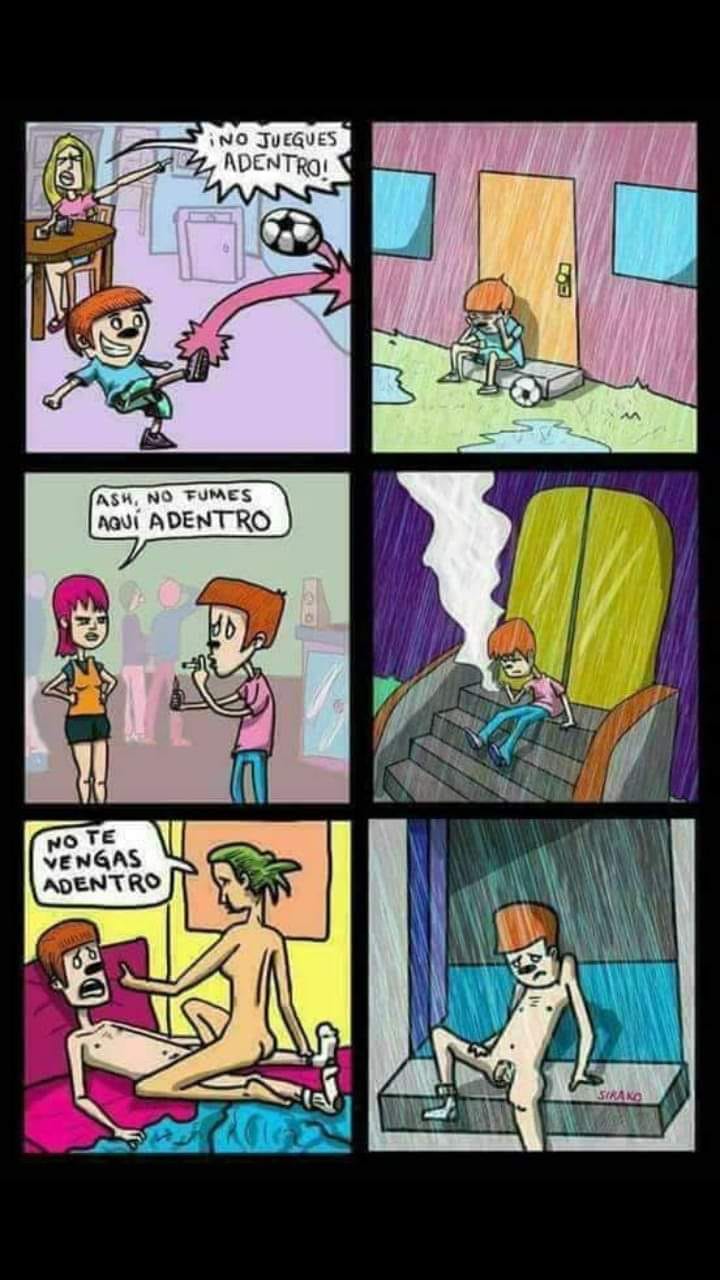 ¡NO JUEGUES
ADENTRO!
ASH, NO FUMES
AQUÍ ADENTRO
NO TE
VENGAS
ADENTRO
SIRAKO